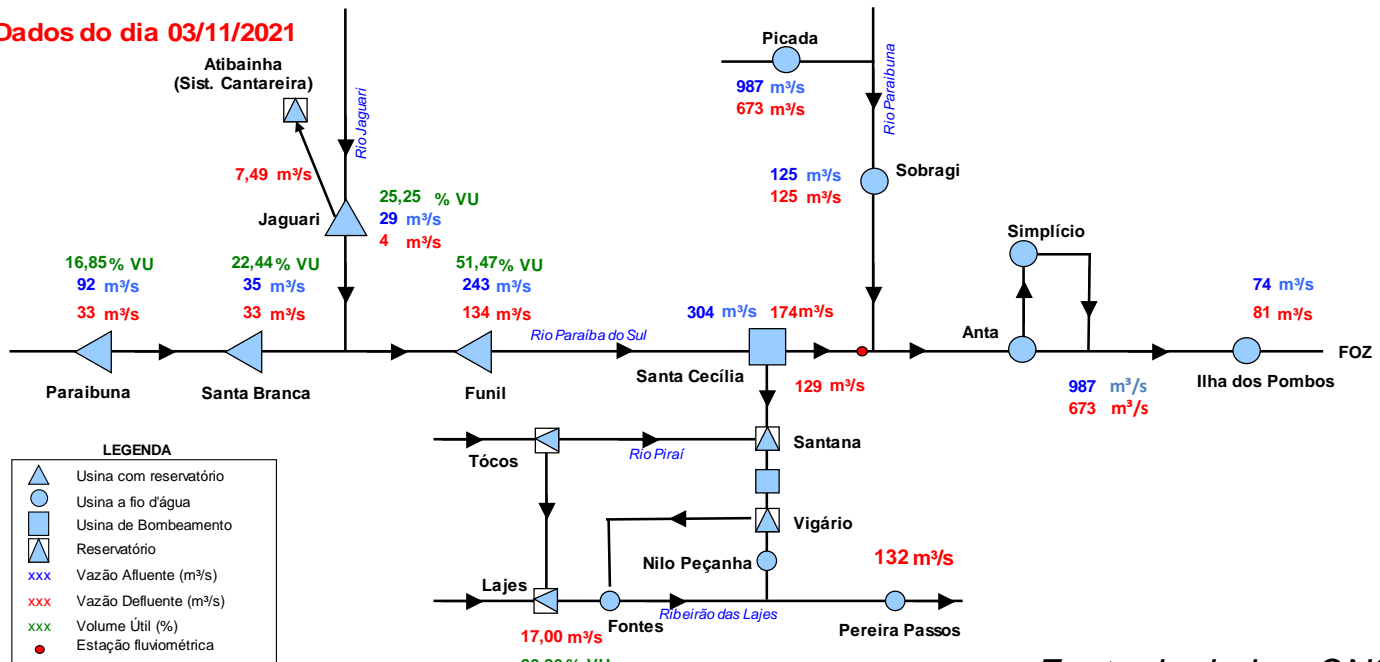 Dados do dia 03/11/2021
Picada
Atibainha
(Sist. Cantareira)
987 m³/s
673 m³/s
Rio Jaguari
Rio Paraibuna
7,49 m³/s
125 m³/s
125 m³/s
Sobragi
Jaguari
25,25 % VU
29 m³/s
4 m³/s
Simplício
16,85% VU
92 m³/s
33 m³/s
22,44% VU
35 m³/s
33 m³/s
51,47% VU
243 m³/s
134 m³/s
304 m³/s 174m³/s
74 m³/s
81 m³/s
Rio Paraíba do Sul
Anta
FOZ
Paraibuna
Santa Branca
Funil
Santa Cecília
129 m³/s
987 m³/s
673 m³/s
Ilha dos Pombos
LEGENDA
Usina com reservatório
Usina a fio d'água
Usina de Bombeamento
Reservatório
xxx Vazão Afluente (m³/s)
xxx Vazão Defluente (m³/s)
xxx Volume Útil (%)
Estação fluviométrica
Tócos
Rio Piraí
Santana
Vigário
Nilo Peçanha
132 m³/s
Lajes
Fontes
Ribeirão das Lajes
Pereira Passos
17,00 m³/s